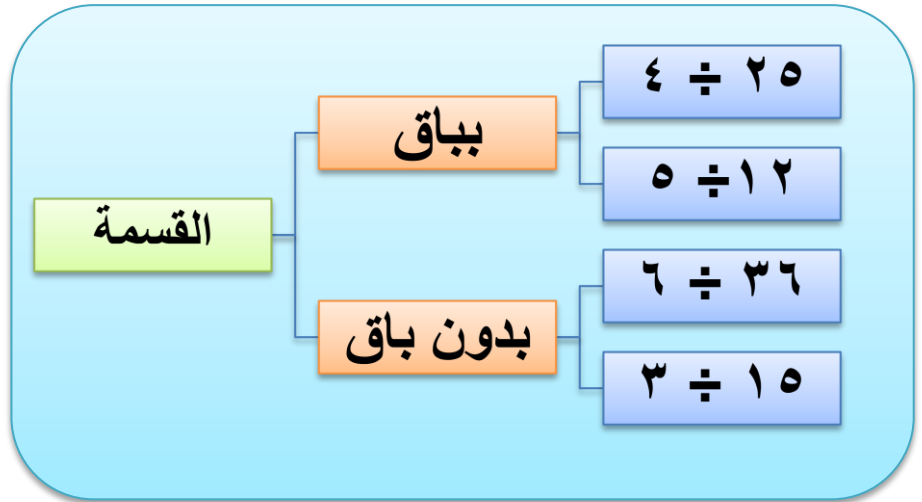 القسمة
بباق
٢٥ ÷ ٤
١٢ ÷ ٥
بدون باق
٣٦ ÷ ٦
١٥ ÷ ٣